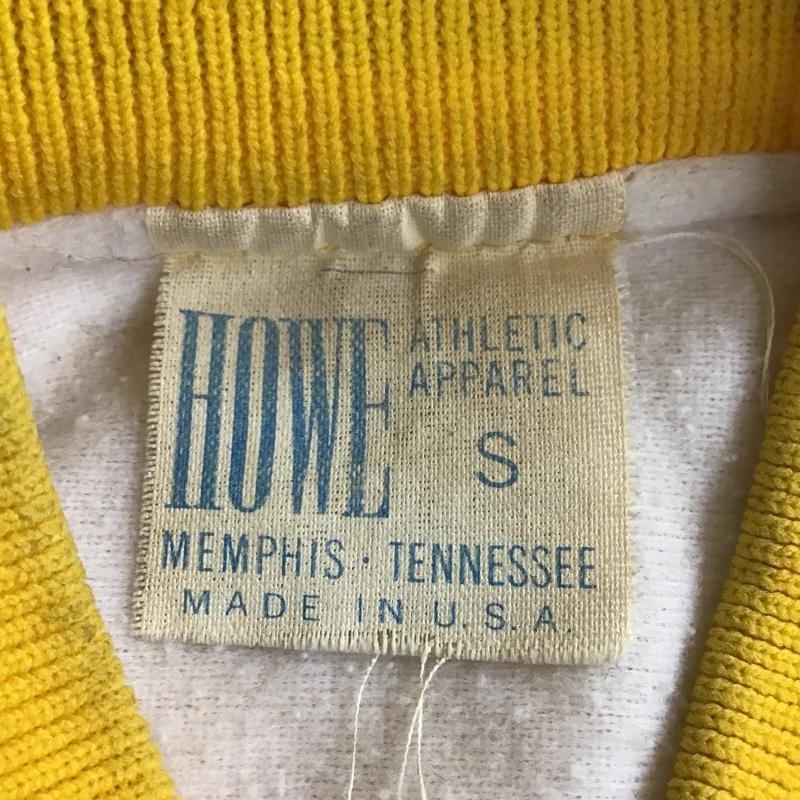 HOWE
ATHLETIC
APPAREL
S
MEMPHIS · TENNESSEE
MADE IN U.S.A.